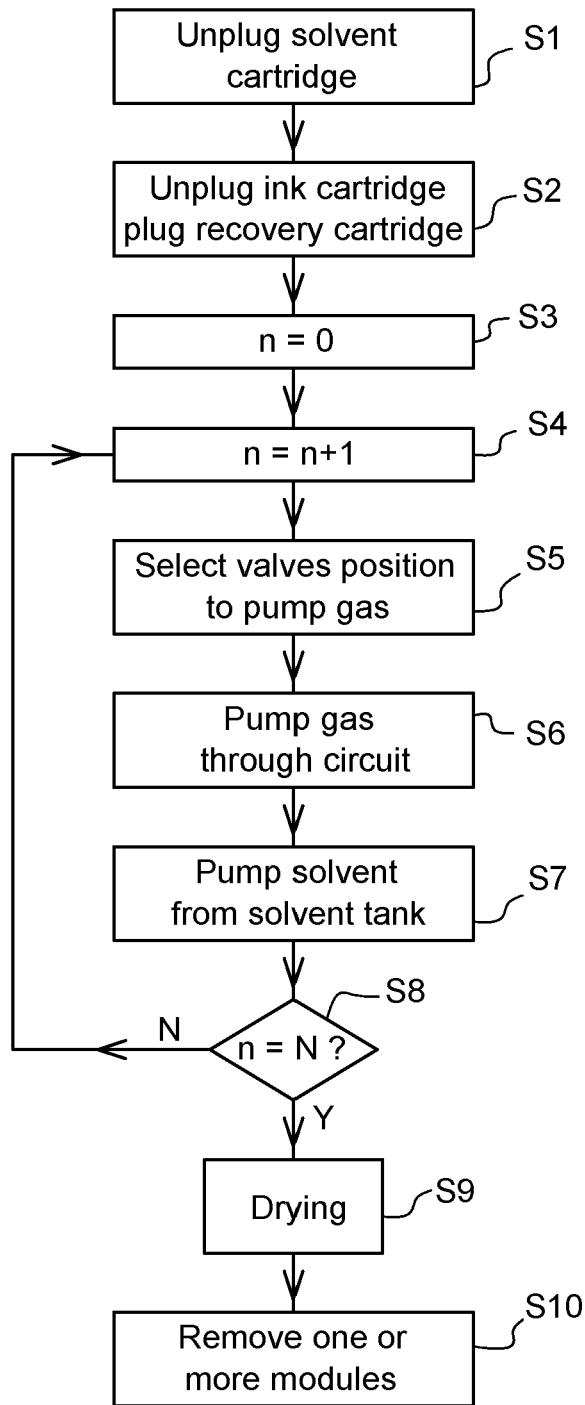 Unplug solvent
cartridge
S1
Unplug ink cartridge
plug recovery cartridge
S2
n = 0
S3
n = n+1
S4
Select valves position
to pump gas
S5
Pump gas
through circuit
S6
Pump solvent
from solvent tank
S7
n = N ?
S8
N
Y
Drying
S9
Remove one or
more modules
S10